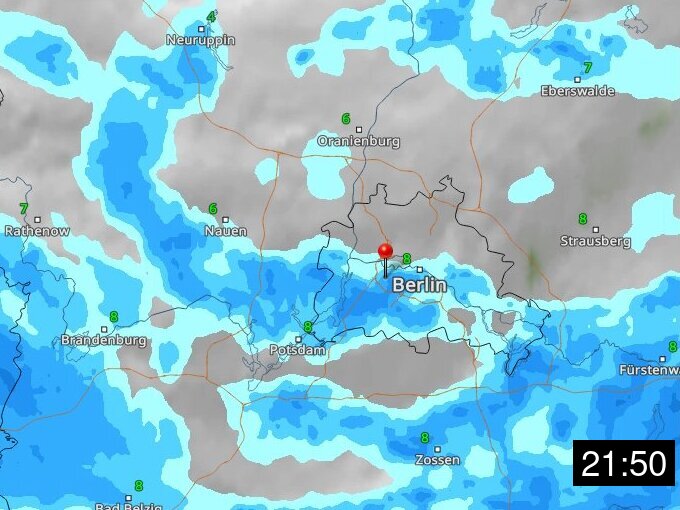 4
Neuruppin
7
Eberswalde
6
Oranienburg
7
Rathenow
6
Nauen
8
Strausberg
8
Berlin
8
Brandenburg
8
Potsdam
8
Fürstenwa
8
Zossen
21:50
8
Bad Belzig